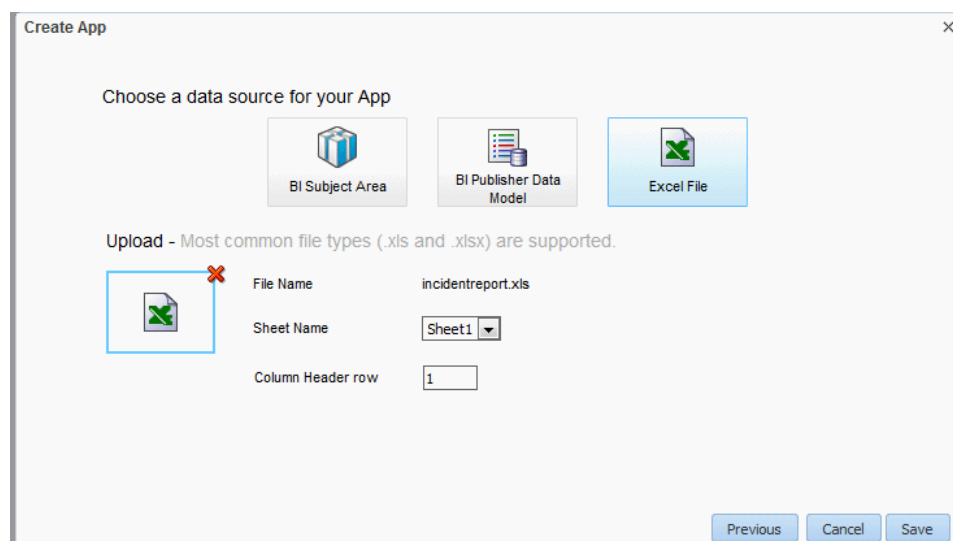 Create App
Choose a data source for your App
BI Subject Area
BI Publisher Data
Model
Excel File
Upload - Most common file types (.xls and .xlsx) are supported.
File Name incidentreport.xls
Sheet Name Sheet1
Column Header row 1
Previous Cancel Save